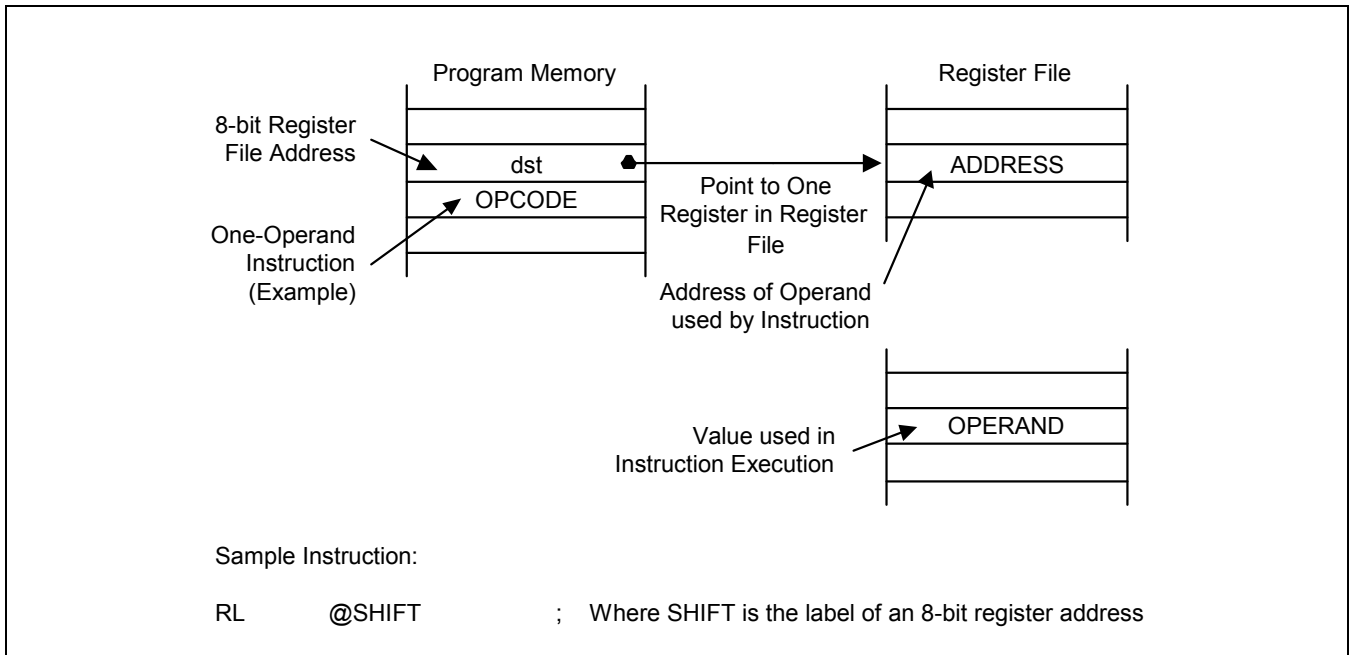 Program Memory
Register File
8-bit Register
File Address
dst
OPCODE
One-Operand
Instruction
(Example)
Point to One
Register in Register
File
ADDRESS
Address of Operand
used by Instruction
OPERAND
Value used in
Instruction Execution
Sample Instruction:
RL @SHIFT ; Where SHIFT is the label of an 8-bit register address